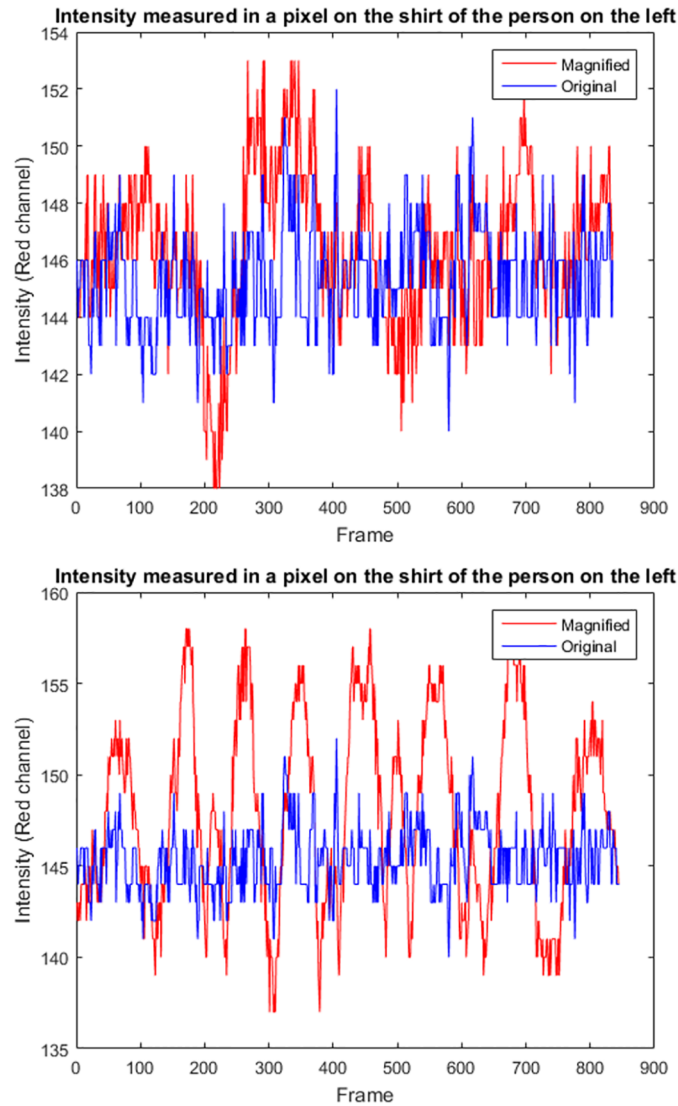 Intensity measured in a pixel on the shirt of the person on the left
154
152
150
148
146
144
142
140
138
Intensity (Red channel)
Magnified
Original
0 100 200 300 400 500 600 700 800 900
Frame
Intensity measured in a pixel on the shirt of the person on the left
160
155
150
145
140
135
Intensity (Red channel)
Magnified
Original
0 100 200 300 400 500 600 700 800 900
Frame